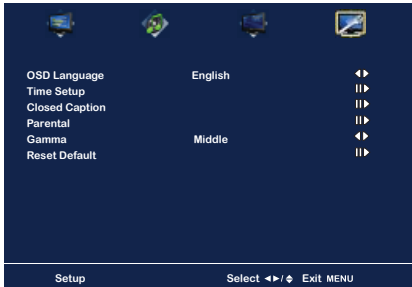 OSD Language English
Time Setup
Closed Caption
Parental
Gamma Middle
Reset Default
Setup Select ◄►/◆ Exit MENU